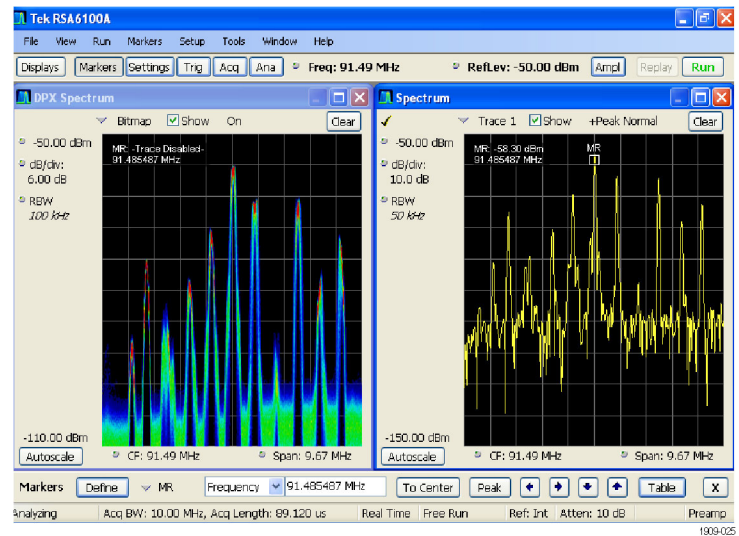 Tek RSA6100A
File View Run Markers Setup Tools Window Help
Displays Markers Settings Trig Acq Ana Freq: 91.49 MHz RefLev: -50.00 dBm Ampl Replay Run
DPX Spectrum
Bitmap Show On Clear
-50.00 dBm
dB/div:
6.00 dB
RBW
100 kHz
MR: -Trace Disabled-
91.485487 MHz
-110.00 dBm
Autoscale CF: 91.49 MHz Span: 9.67 MHz
Spectrum
Trace 1 Show +Peak Normal Clear
-50.00 dBm
dB/div:
10.0 dB
RBW
50 kHz
MR: -58.30 dBm
91.485487 MHz
MR
-150.00 dBm
Autoscale CF: 91.49 MHz Span: 9.67 MHz
Markers Define MR Frequency 91.485487 MHz To Center Peak Table X
Analyzing Acq BW: 10.00 MHz, Acq Length: 89.120 us Real Time Free Run Ref: Int Atten: 10 dB Preamp
1909-025